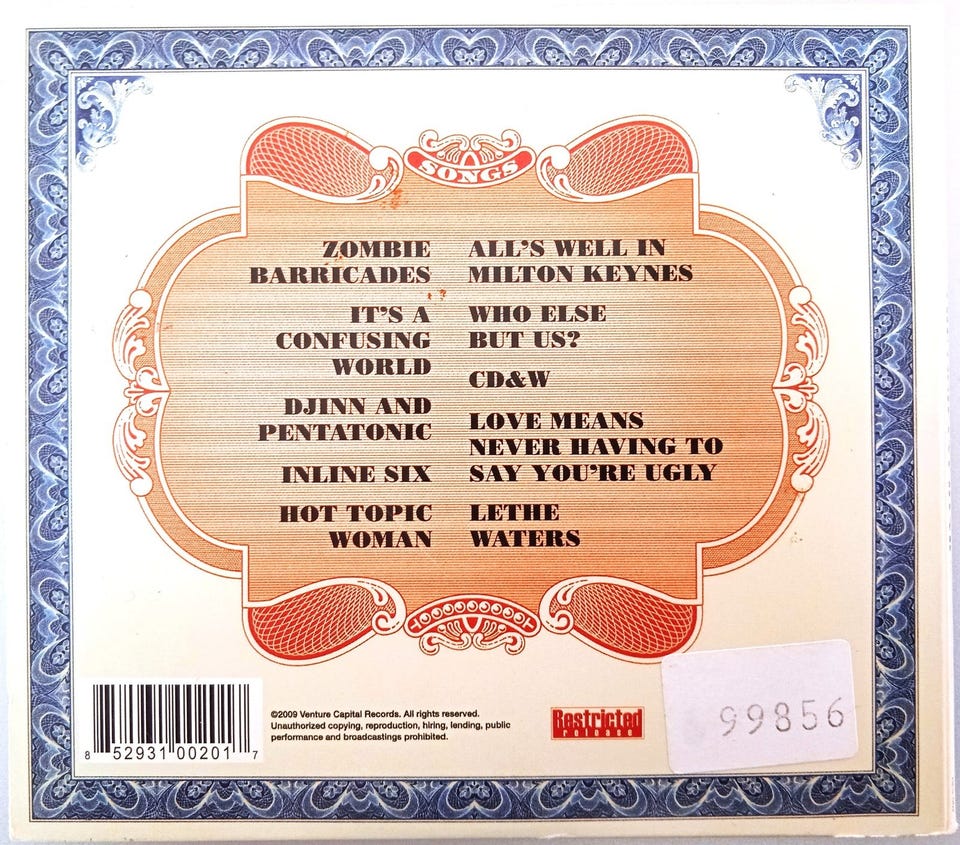 SONGS
ZOMBIE
BARRICADES
IT'S A
CONFUSING
WORLD
DJINN AND
PENTATONIC
INLINE SIX
HOT TOPIC
WOMAN
ALL'S WELL IN
MILTON KEYNES
WHO ELSE
BUT US?
CD&W
LOVE MEANS
NEVER HAVING TO
SAY YOU'RE UGLY
LETHE
WATERS
8 52931 00201 7
©2009 Venture Capital Records. All rights reserved.
Unauthorized copying, reproduction, hiring, lending, public
performance and broadcastings prohibited.
Restricted
release
99856